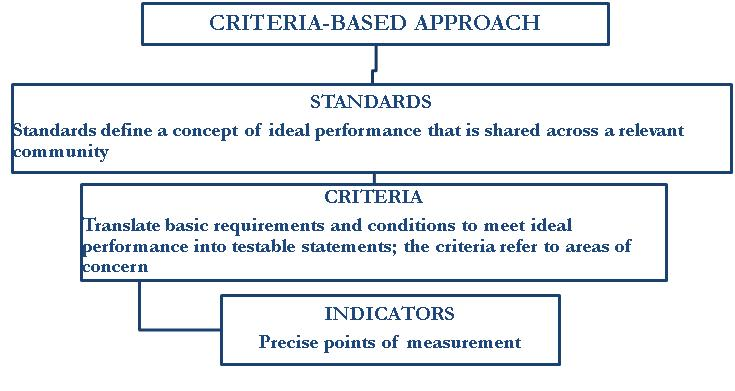 CRITERIA-BASED APPROACH
STANDARDS
Standards define a concept of ideal performance that is shared across a relevant
community
CRITERIA
Translate basic requirements and conditions to meet ideal
performance into testable statements; the criteria refer to areas of
concern
INDICATORS
Precise points of measurement